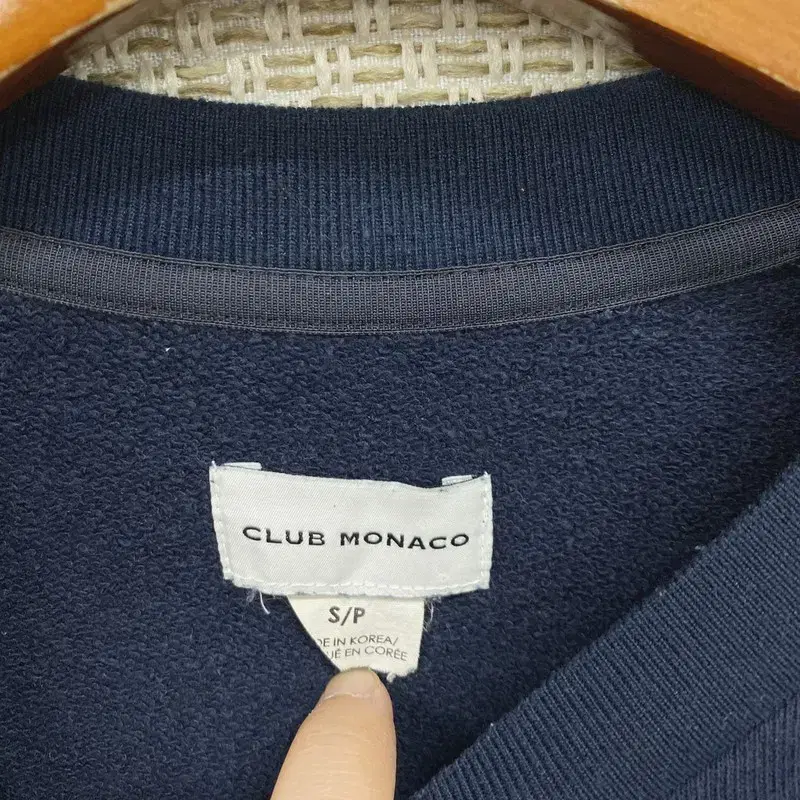 CLUB MONACO
S/P
DE IN KOREA/
UÉ EN CORÉE